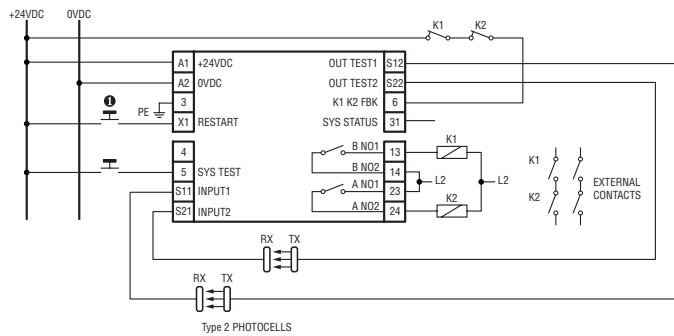 +24VDC 0VDC
K1 K2
A1 +24VDC OUT TEST1 S12
A2 0VDC OUT TEST2 S22
❶
PE 3 K1 K2 FBK 6
X1 RESTART SYS STATUS 31
4 B NO1 13 K1
5 SYS TEST B NO2 14 L2 L2
S11 INPUT1 A NO1 23
S21 INPUT2 A NO2 24 K2
K1
K2
EXTERNAL
CONTACTS
RX TX
RX TX
Type 2 PHOTOCELLS